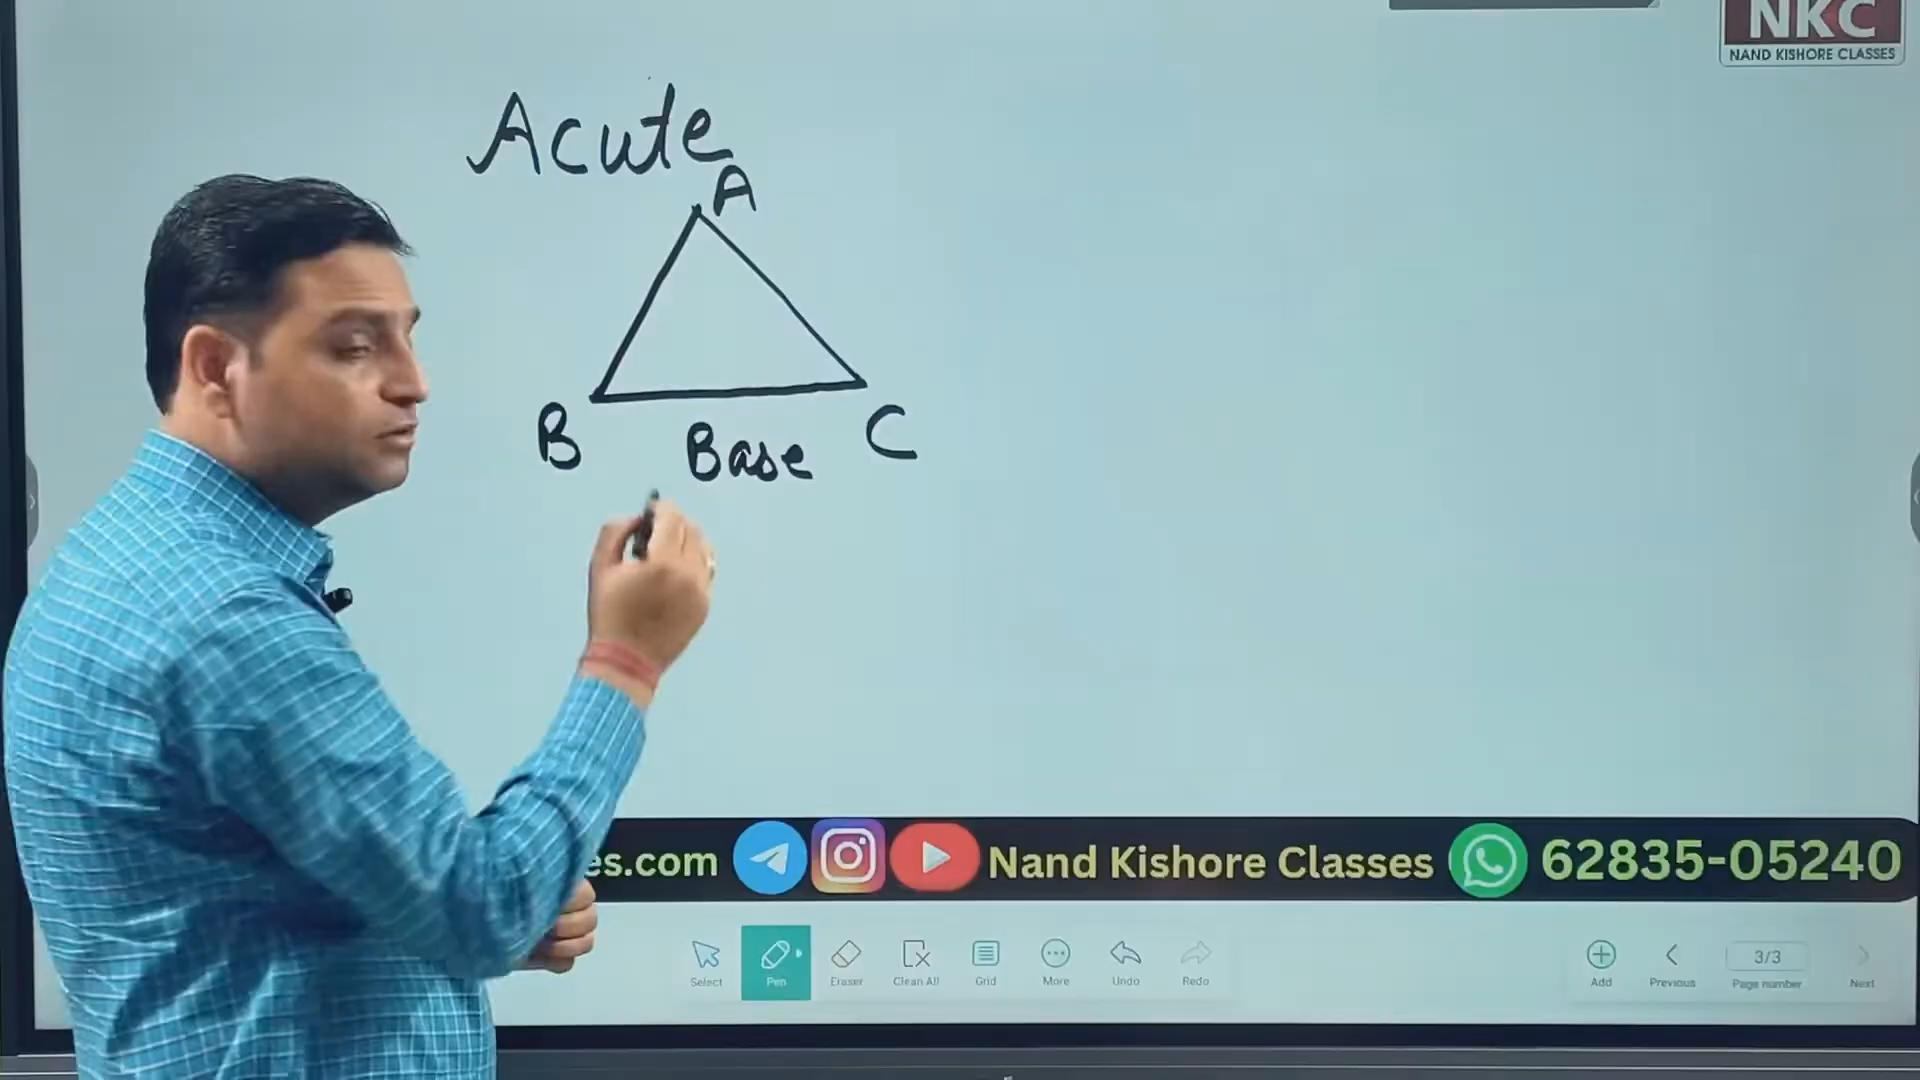 NKC
NAND KISHORE CLASSES
Acute
A
B
Base
C
es.com
Nand Kishore Classes
62835-05240
Select
Pen
Eraser
Clean All
Grid
More
Undo
Redo
Add
Previous
3/3
Page number
Next